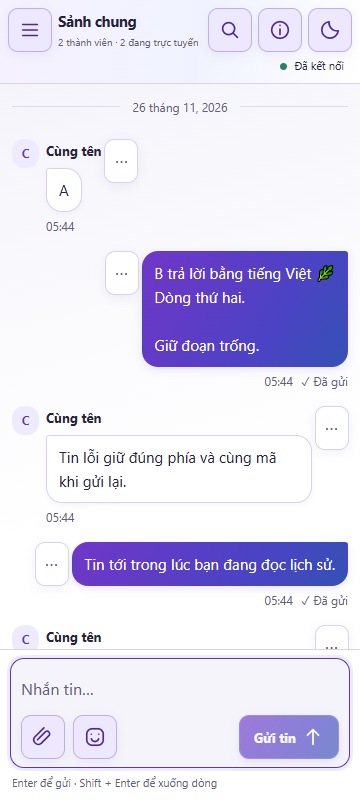 Sảnh chung
2 thành viên · 2 đang trực tuyến
Đã kết nối
26 tháng 11, 2026
C
Cùng tên
...
A
05:44
...
B trả lời bằng tiếng Việt 🌿
Dòng thứ hai.
Giữ đoạn trống.
05:44 ✓ Đã gửi
C
Cùng tên
...
Tin lỗi giữ đúng phía và cùng mã
khi gửi lại.
05:44
...
Tin tới trong lúc bạn đang đọc lịch sử.
05:44 ✓ Đã gửi
C
Cùng tên
...
Nhắn tin...
Gửi tin ↑
Enter để gửi · Shift + Enter để xuống dòng